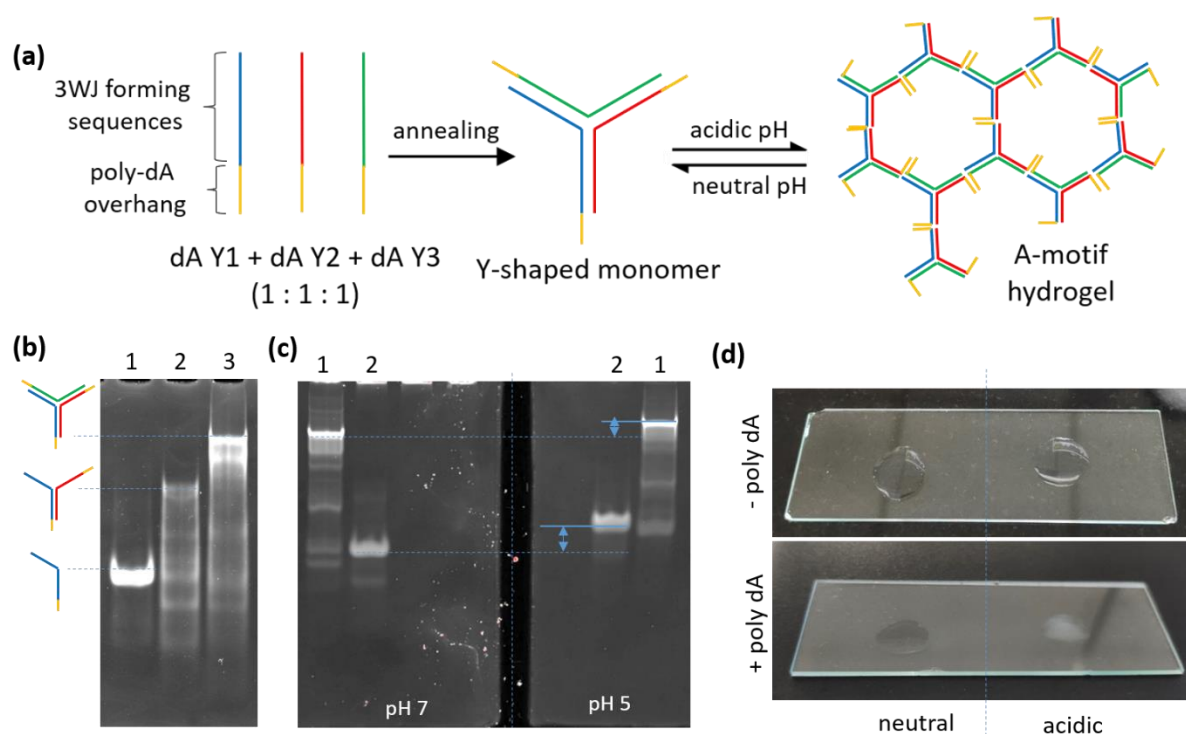 (a)
3WJ forming
sequences
poly-dA
overhang
dA Y1 + dA Y2 + dA Y3
(1 : 1 : 1)
annealing
Y-shaped monomer
acidic pH
neutral pH
A-motif
hydrogel
(b)
1 2 3
(c)
1 2
2 1
pH 7
pH 5
(d)
- poly dA
+ poly dA
neutral
acidic